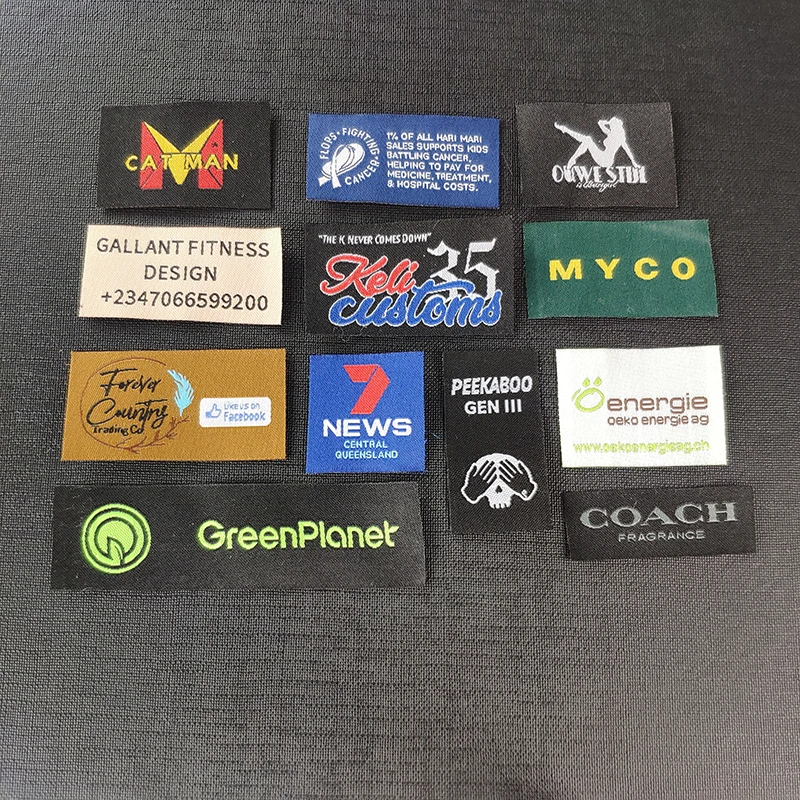 CATMAN
FLOPS • FIGHTING CANCER
1% OF ALL HARI MARI
SALES SUPPORTS KIDS
BATTLING CANCER,
HELPING TO PAY FOR
MEDICINE, TREATMENT,
& HOSPITAL COSTS.
GALLANT FITNESS
DESIGN
+2347066599200
"THE K NEVER COMES DOWN"
35
Keli
customs
MYCO
Forever
Country
Trading Co
LIKE US ON
Facebook
7
NEWS
CENTRAL
QUEENSLAND
PEEKABOO
GEN III
öenergie
oeko energie ag
www.oekoenergieag.ch
GreenPlanet
COACH
FRAGRANCE